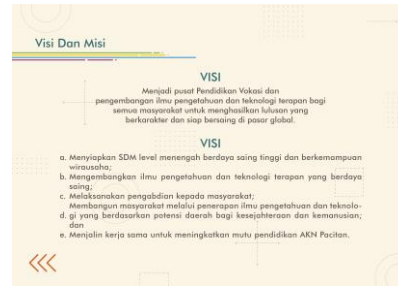 Visi Dan Misi
VISI
Menjadi pusat Pendidikan Vokasi dan
pengembangan ilmu pengetahuan dan teknologi terapan bagi
semua masyarakat untuk menghasilkan lulusan yang
berkarakter dan siap bersaing di pasar global.
VISI
a. Menyiapkan SDM level menengah berdaya saing tinggi dan berkemampuan
wirausaha;
b. Mengembangkan ilmu pengetahuan dan teknologi terapan yang berdaya
saing;
c. Melaksanakan pengabdian kepada masyarakat;
Membangun masyarakat melalui penerapan ilmu pengetahuan dan teknolo-
d. gi yang berdasarkan potensi daerah bagi kesejahteraan dan kemanusian;
dan
e. Menjalin kerja sama untuk meningkatkan mutu pendidikan AKN Pacitan.